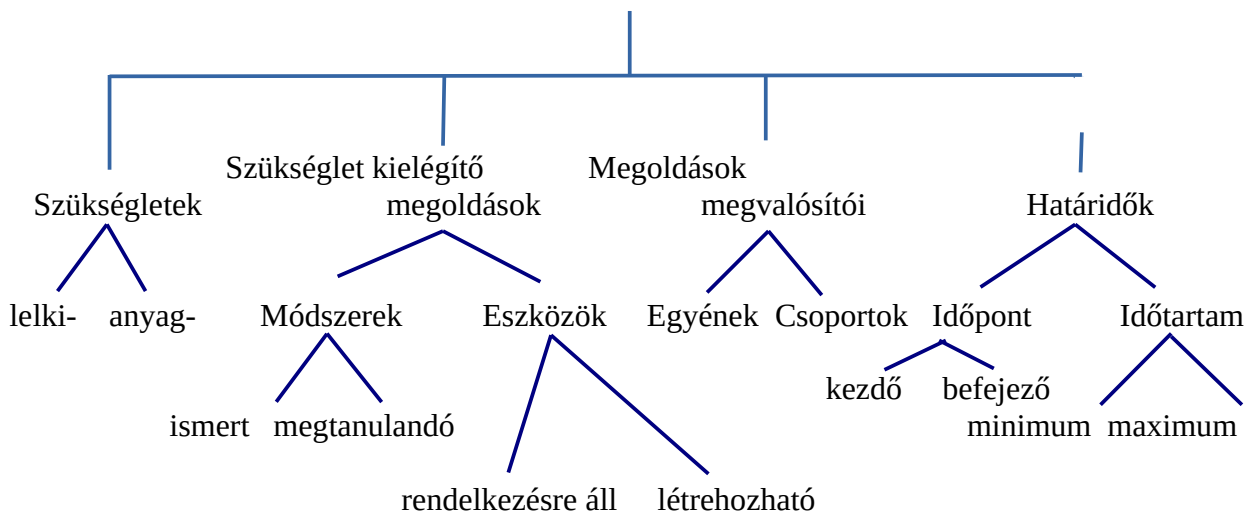 Szükséglet kielégítő Megoldások
Szükségletek megoldások megvalósítói Határidők
lelki- anyag- Módszerek Eszközök Egyének Csoportok Időpont Időtartam
kezdő befejező
ismert megtanulandó minimum maximum
rendelkezésre áll létrehozható